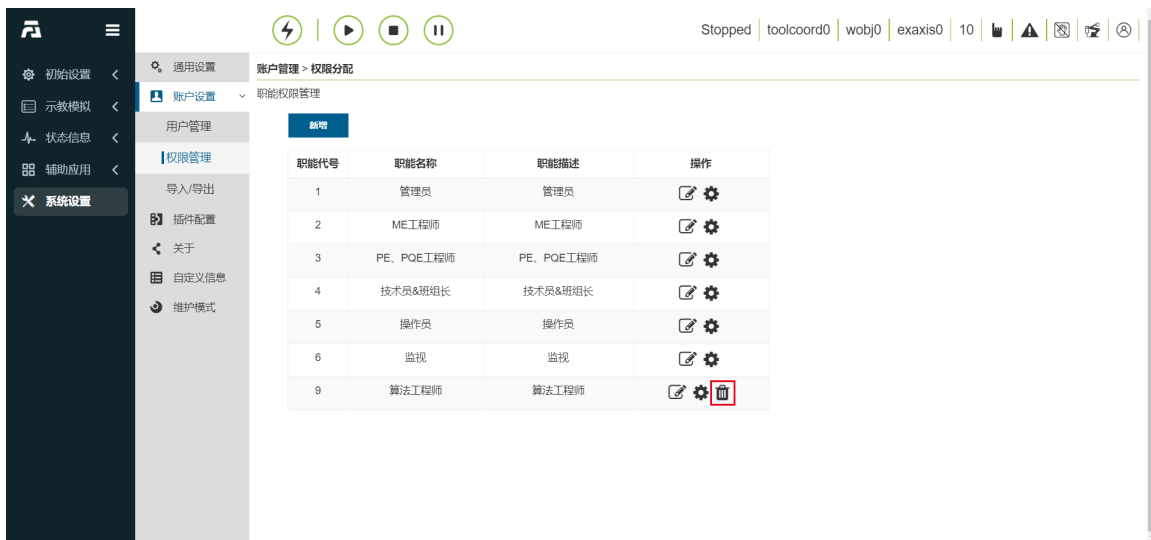 Stopped toolcoord0 wobj0 exaxis0 10
初始设置
示教模拟
状态信息
辅助应用
系统设置
通用设置
账户设置
用户管理
权限管理
导入/导出
插件配置
关于
自定义信息
维护模式
账户管理 > 权限分配
职能权限管理
新增
职能代号 职能名称 职能描述 操作
1 管理员 管理员
2 ME工程师 ME工程师
3 PE、PQE工程师 PE、PQE工程师
4 技术员&班组长 技术员&班组长
5 操作员 操作员
6 监视 监视
9 算法工程师 算法工程师